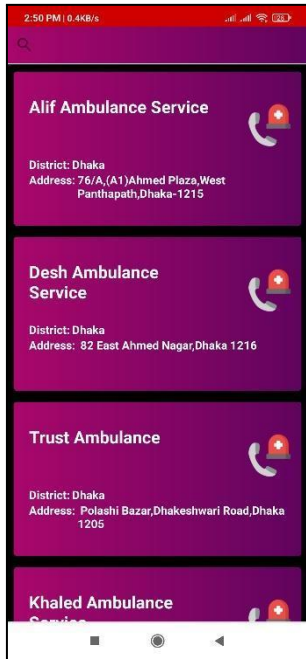 2:50 PM | 0.4KB/s
Alif Ambulance Service
District: Dhaka
Address: 76/A,(A1)Ahmed Plaza,West
Panthapath,Dhaka-1215
Desh Ambulance
Service
District: Dhaka
Address: 82 East Ahmed Nagar,Dhaka 1216
Trust Ambulance
District: Dhaka
Address: Polashi Bazar,Dhakeshwari Road,Dhaka
1205
Khaled Ambulance
Service